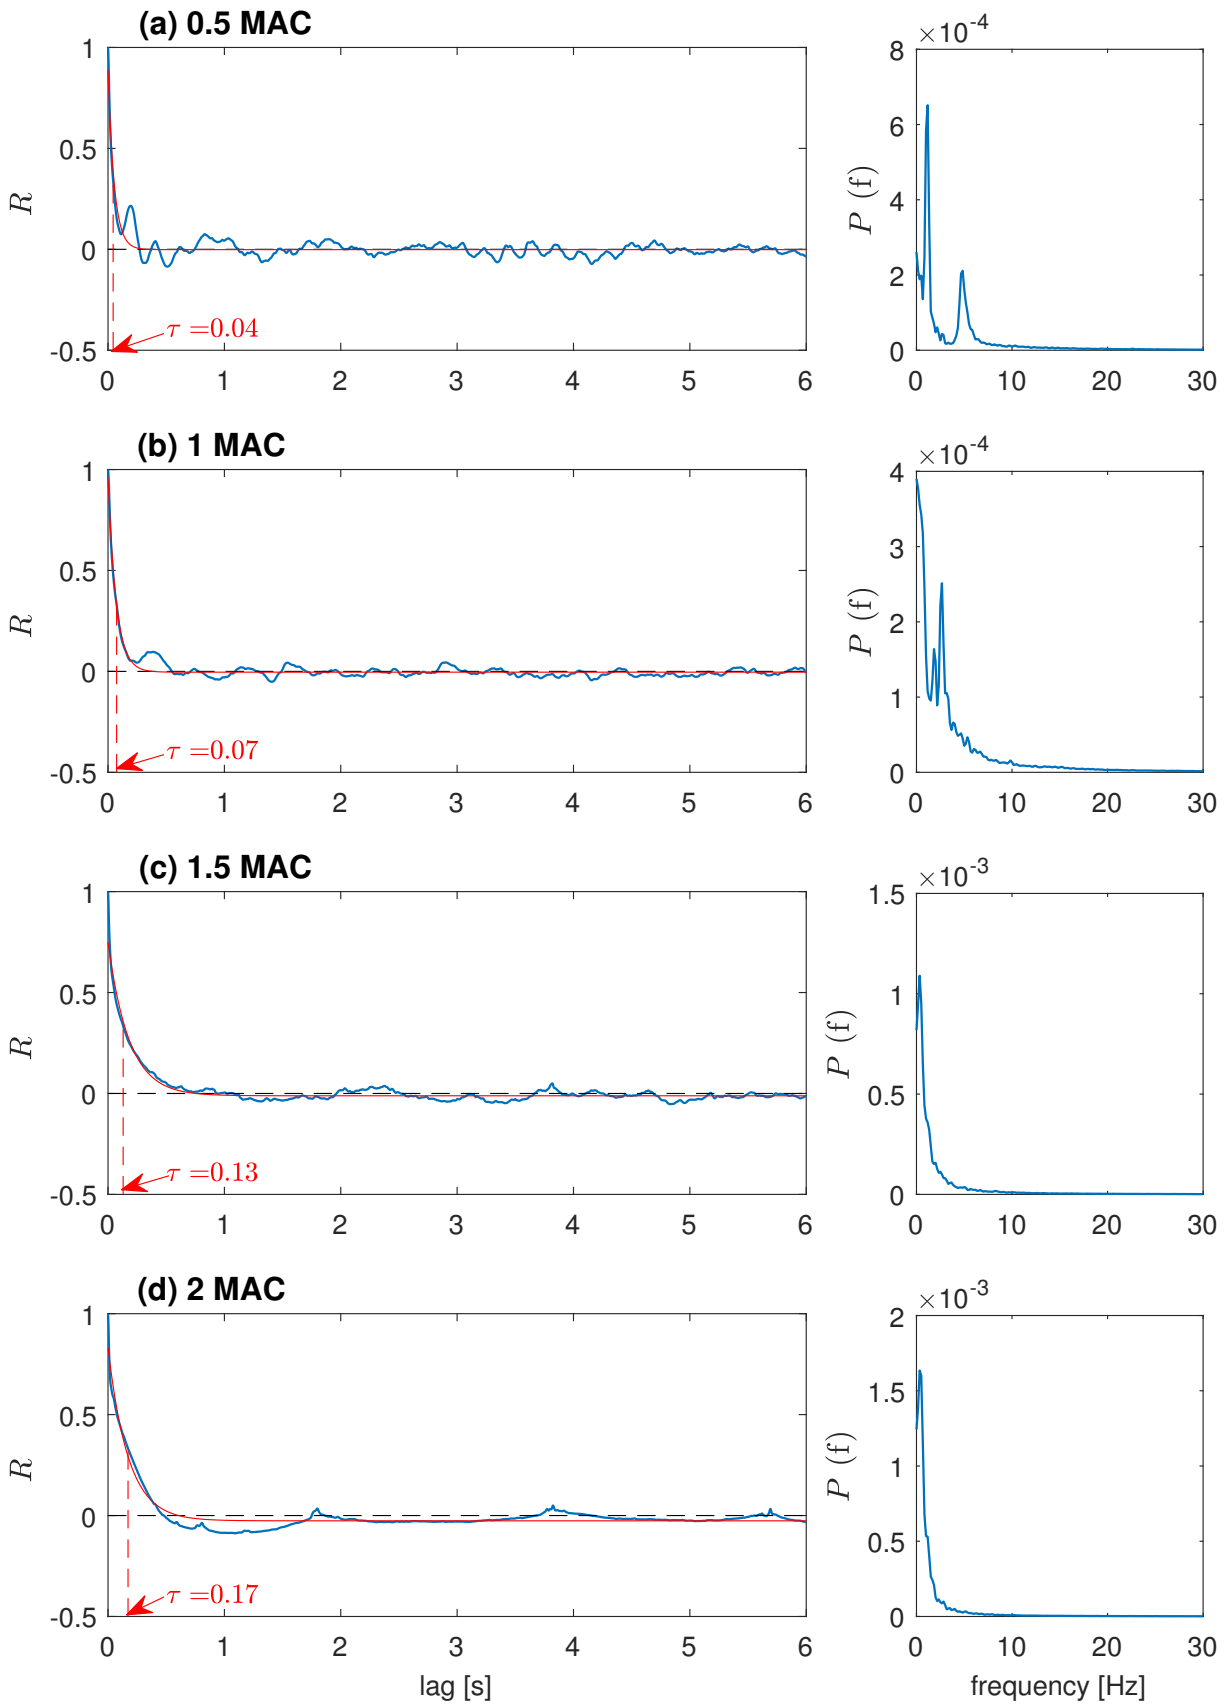 (a) 0.5 MAC
R
1
0.5
0
-0.5
τ =0.04
0 1 2 3 4 5 6
×10-4
P (f)
8
6
4
2
0
0 10 20 30
(b) 1 MAC
R
1
0.5
0
-0.5
τ =0.07
0 1 2 3 4 5 6
×10-4
P (f)
4
3
2
1
0
0 10 20 30
(c) 1.5 MAC
R
1
0.5
0
-0.5
τ =0.13
0 1 2 3 4 5 6
×10-3
P (f)
1.5
1
0.5
0
0 10 20 30
(d) 2 MAC
R
1
0.5
0
-0.5
τ =0.17
0 1 2 3 4 5 6
lag [s]
×10-3
P (f)
2
1.5
1
0.5
0
0 10 20 30
frequency [Hz]